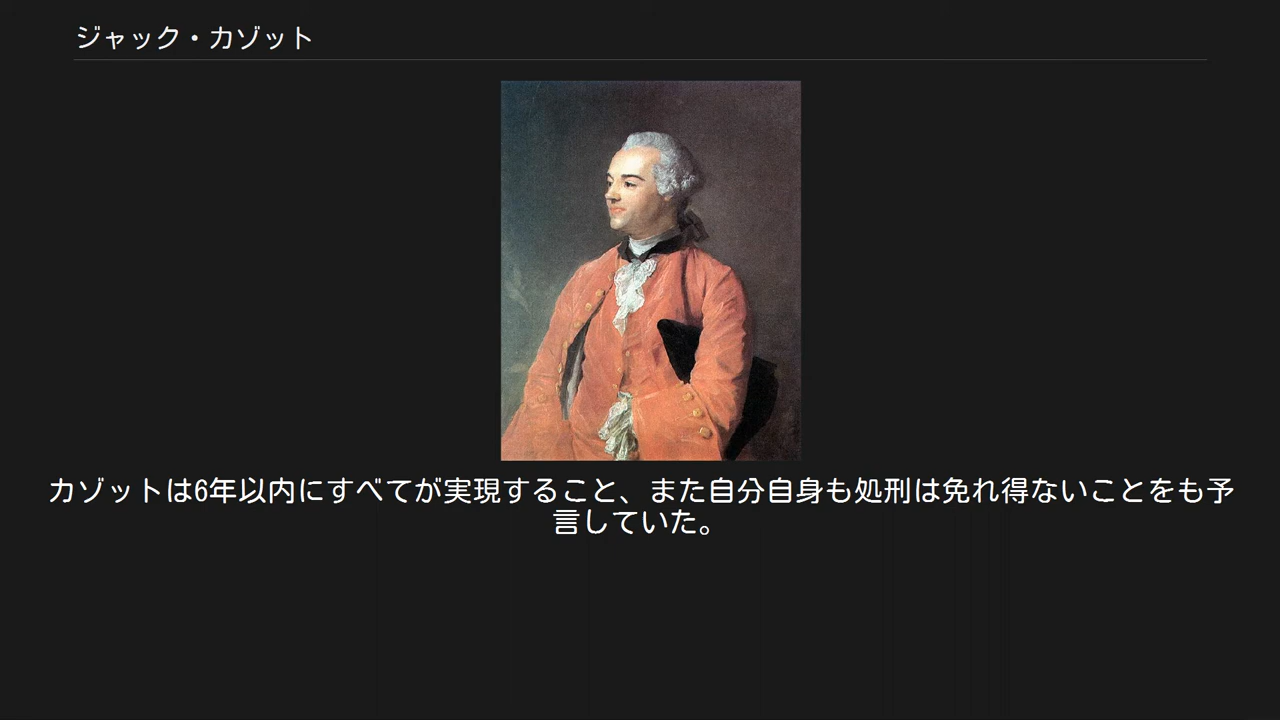 ジャック・カゾット
カゾットは6年以内にすべてが実現すること、また自分自身も処刑は免れ得ないことをも予
言していた。